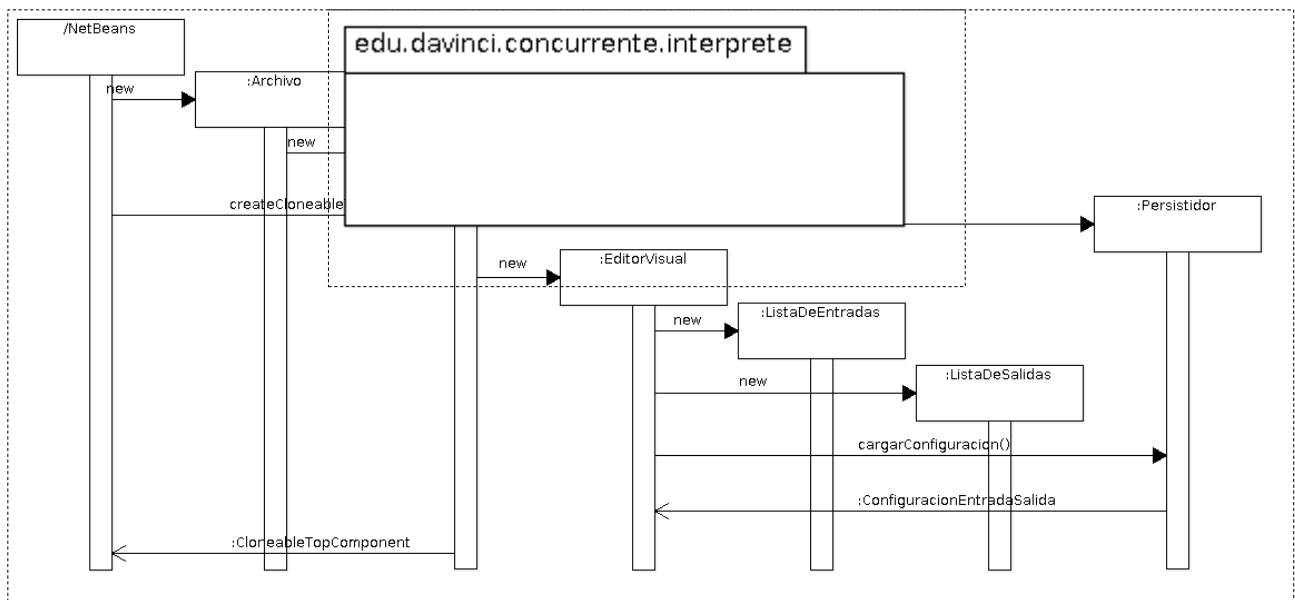 /NetBeans
edu.davinci.concurrente.interprete
new
:Archivo
new
createCloneable
:Persistidor
new
:EditorVisual
new
:ListaDeEntradas
new
:ListaDeSalidas
cargarConfiguracion()
:ConfiguracionEntradaSalida
:CloneableTopComponent